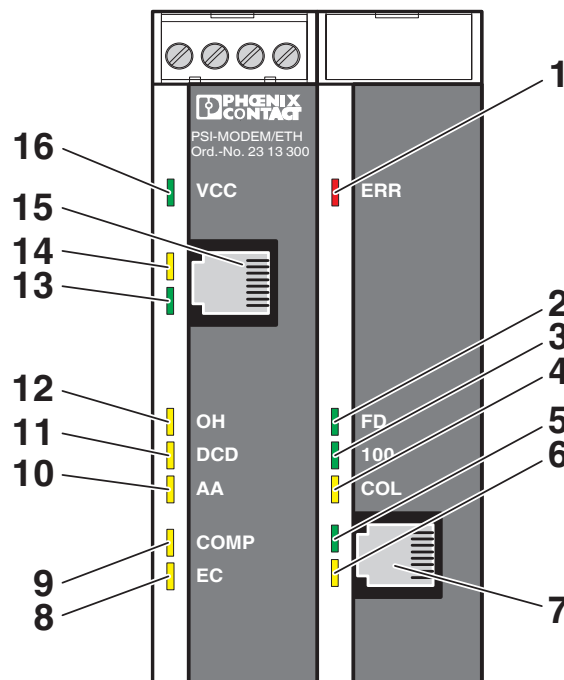 PHŒNIX
CONTACT
PSI-MODEM/ETH
Ord.-No. 23 13 300
1
16
VCC
ERR
15
14
13
2
3
4
12
OH
FD
5
11
DCD
100
6
10
AA
COL
9
COMP
8
EC
7